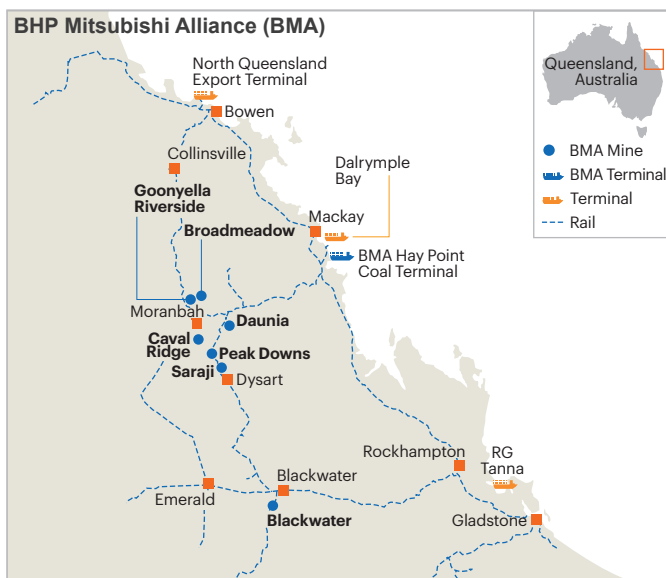 BHP Mitsubishi Alliance (BMA)
North Queensland
Export Terminal
Bowen
Collinsville
Goonyella
Riverside
Broadmeadow
Dalrymple
Bay
Mackay
BMA Hay Point
Coal Terminal
Moranbah
Daunia
Caval
Ridge
Peak Downs
Saraji
Dysart
Rockhampton
RG
Tanna
Emerald
Blackwater
Blackwater
Gladstone
Queensland,
Australia
BMA Mine
BMA Terminal
Terminal
Rail